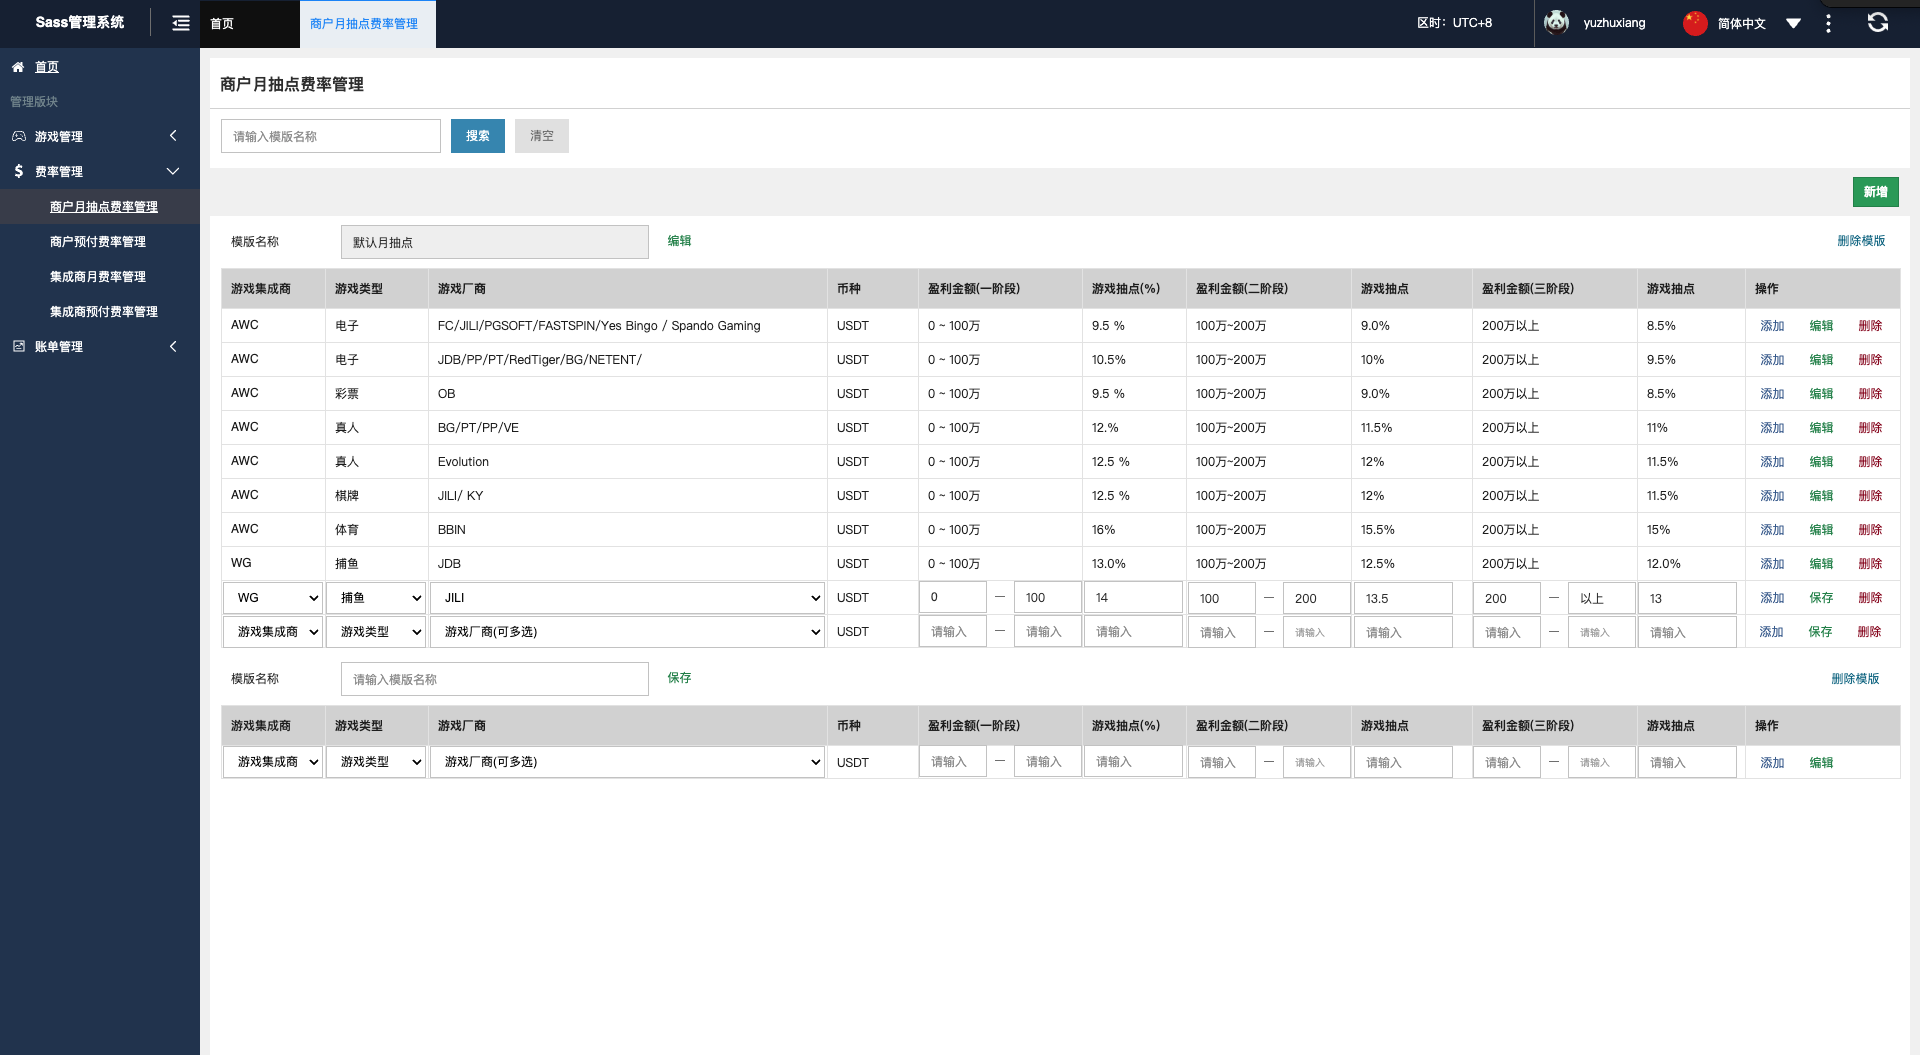 Sass管理系统
首页
商户月抽点费率管理
区时：UTC+8
yuzhuxiang
简体中文
首页
管理版块
游戏管理
费率管理
商户月抽点费率管理
商户预付费率管理
集成商月费率管理
集成商预付费率管理
账单管理
商户月抽点费率管理
请输入模版名称 搜索 清空
新增
模版名称 默认月抽点 编辑 删除模版
游戏集成商 游戏类型 游戏厂商 币种 盈利金额(一阶段) 游戏抽点(%) 盈利金额(二阶段) 游戏抽点 盈利金额(三阶段) 游戏抽点 操作
AWC 电子 FC/JILI/PGSOFT/FASTSPIN/Yes Bingo / Spando Gaming USDT 0 ~ 100万 9.5 % 100万~200万 9.0% 200万以上 8.5% 添加 编辑 删除
AWC 电子 JDB/PP/PT/RedTiger/BG/NETENT/ USDT 0 ~ 100万 10.5% 100万~200万 10% 200万以上 9.5% 添加 编辑 删除
AWC 彩票 OB USDT 0 ~ 100万 9.5 % 100万~200万 9.0% 200万以上 8.5% 添加 编辑 删除
AWC 真人 BG/PT/PP/VE USDT 0 ~ 100万 12.% 100万~200万 11.5% 200万以上 11% 添加 编辑 删除
AWC 真人 Evolution USDT 0 ~ 100万 12.5 % 100万~200万 12% 200万以上 11.5% 添加 编辑 删除
AWC 棋牌 JILI/ KY USDT 0 ~ 100万 12.5 % 100万~200万 12% 200万以上 11.5% 添加 编辑 删除
AWC 体育 BBIN USDT 0 ~ 100万 16% 100万~200万 15.5% 200万以上 15% 添加 编辑 删除
WG 捕鱼 JDB USDT 0 ~ 100万 13.0% 100万~200万 12.5% 200万以上 12.0% 添加 编辑 删除
WG 捕鱼 JILI USDT 0 — 100 14 100 — 200 13.5 200 — 以上 13 添加 保存 删除
游戏集成商 游戏类型 游戏厂商(可多选) USDT 请输入 — 请输入 请输入 请输入 — 请输入 请输入 请输入 — 请输入 请输入 添加 保存 删除
模版名称 请输入模版名称 保存 删除模版
游戏集成商 游戏类型 游戏厂商 币种 盈利金额(一阶段) 游戏抽点(%) 盈利金额(二阶段) 游戏抽点 盈利金额(三阶段) 游戏抽点 操作
游戏集成商 游戏类型 游戏厂商(可多选) USDT 请输入 — 请输入 请输入 请输入 — 请输入 请输入 请输入 — 请输入 请输入 添加 编辑